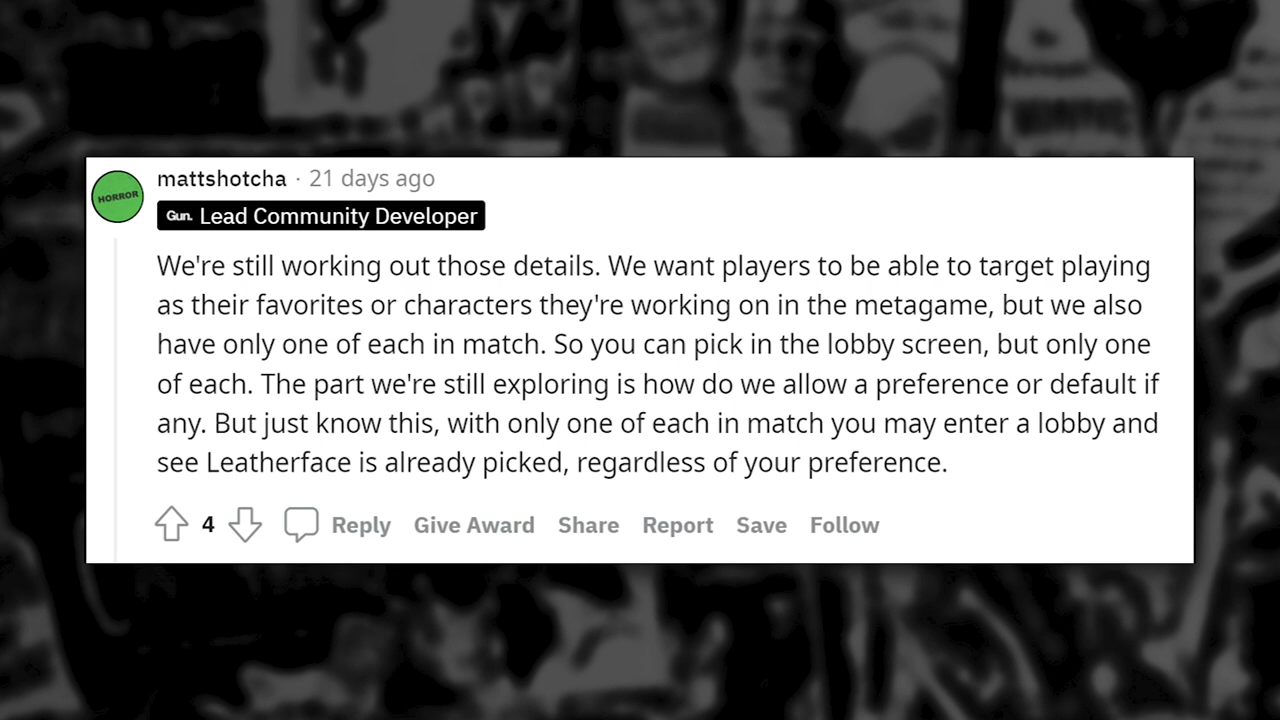 HORROR
mattshotcha · 21 days ago
Gun. Lead Community Developer
We're still working out those details. We want players to be able to target playing
as their favorites or characters they're working on in the metagame, but we also
have only one of each in match. So you can pick in the lobby screen, but only one
of each. The part we're still exploring is how do we allow a preference or default if
any. But just know this, with only one of each in match you may enter a lobby and
see Leatherface is already picked, regardless of your preference.
4 Reply Give Award Share Report Save Follow